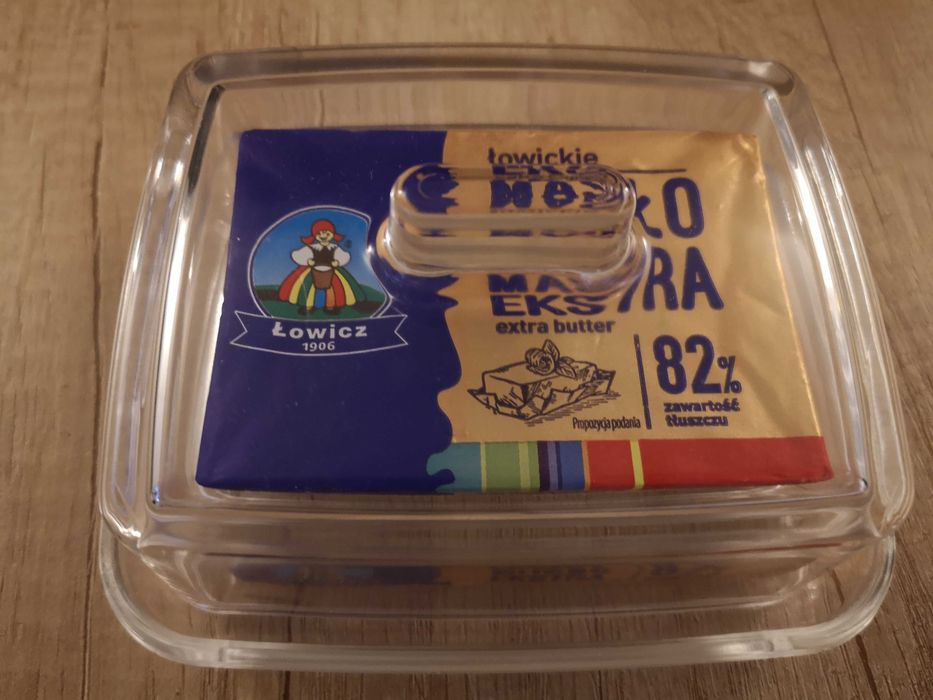 Łowicz
1906
łowickie
extra butter
82%
zawartość
tłuszczu
Propozycja podania